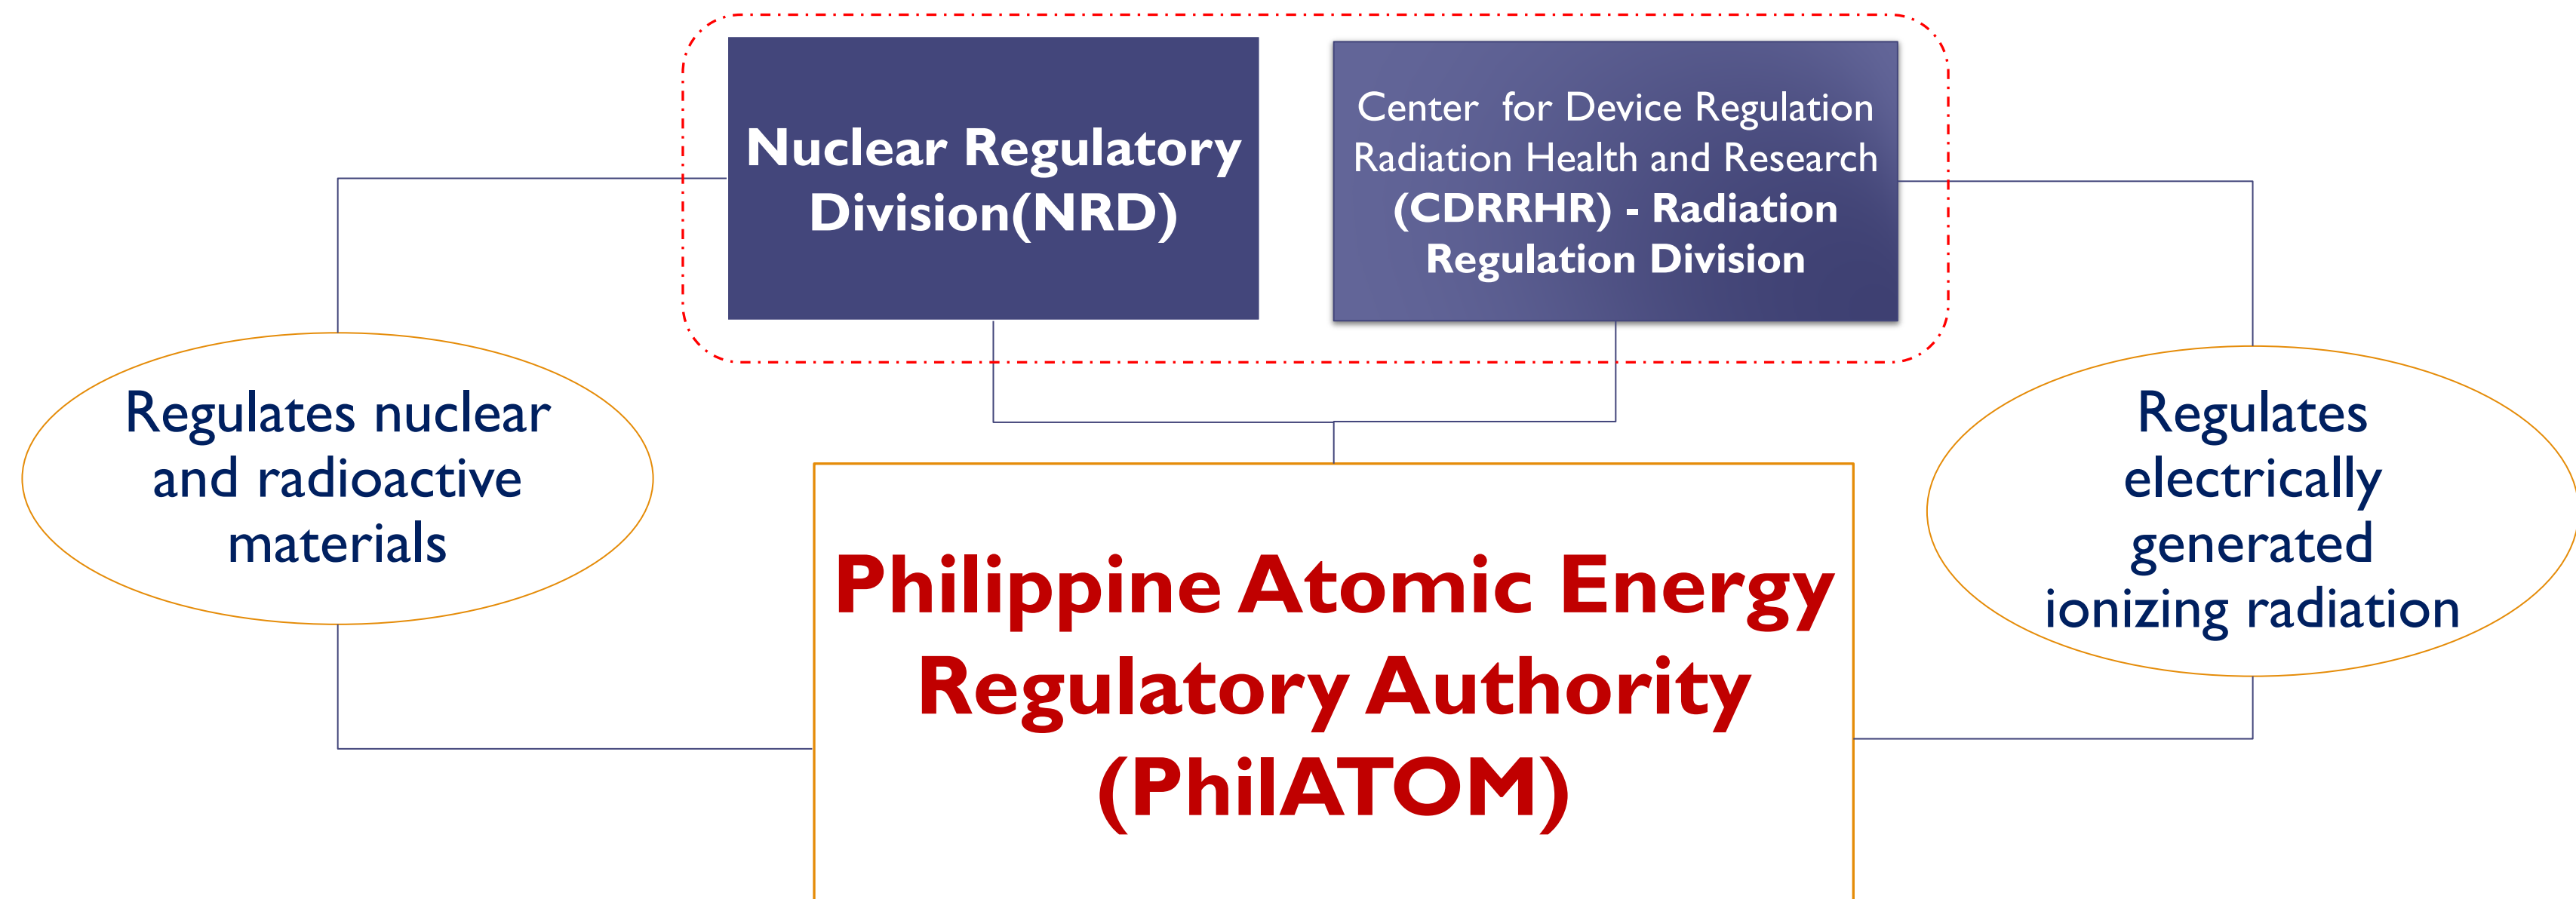 Nuclear Regulatory
Division(NRD)
Center  for Device Regulation
Radiation Health and Research
(CDRRHR) - Radiation
Regulation Division
Regulates nuclear
and radioactive
materials
Regulates
electrically
generated
ionizing radiation
Philippine Atomic Energy
Regulatory Authority
(PhilATOM)